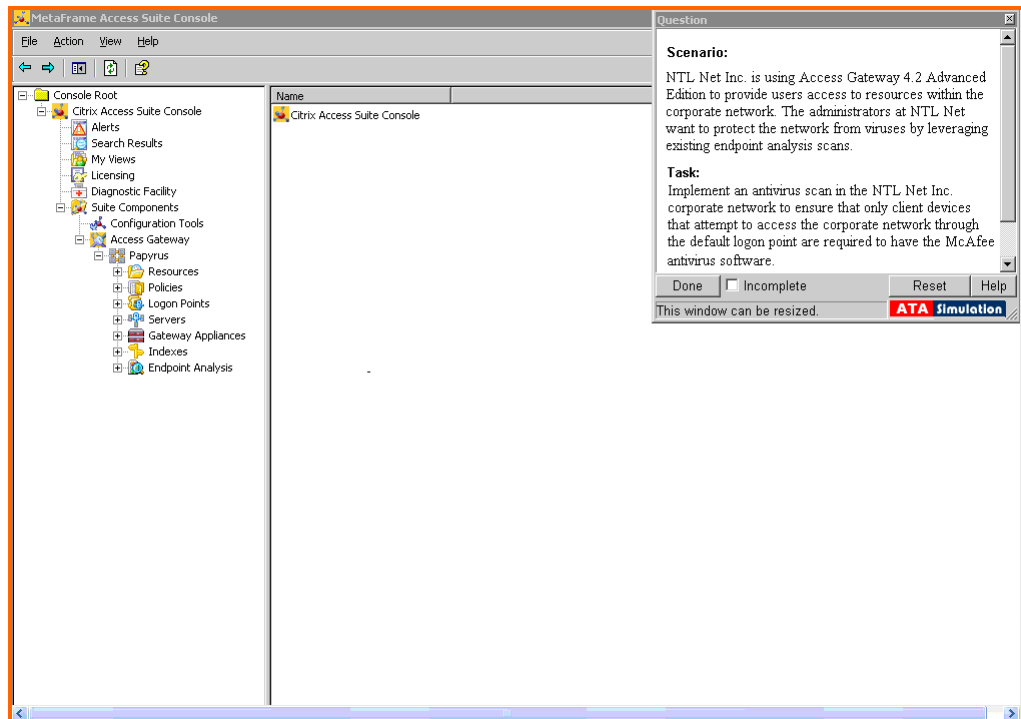 MetaFrame Access Suite Console
File Action View Help
Console Root
Citrix Access Suite Console
Alerts
Search Results
My Views
Licensing
Diagnostic Facility
Suite Components
Configuration Tools
Access Gateway
Papyrus
Resources
Policies
Logon Points
Servers
Gateway Appliances
Indexes
Endpoint Analysis
Name
Citrix Access Suite Console
Question
Scenario:
NTL Net Inc. is using Access Gateway 4.2 Advanced
Edition to provide users access to resources within the
corporate network. The administrators at NTL Net
want to protect the network from viruses by leveraging
existing endpoint analysis scans.
Task:
Implement an antivirus scan in the NTL Net Inc.
corporate network to ensure that only client devices
that attempt to access the corporate network through
the default logon point are required to have the McAfee
antivirus software.
Done Incomplete Reset Help
This window can be resized. ATA Simulation